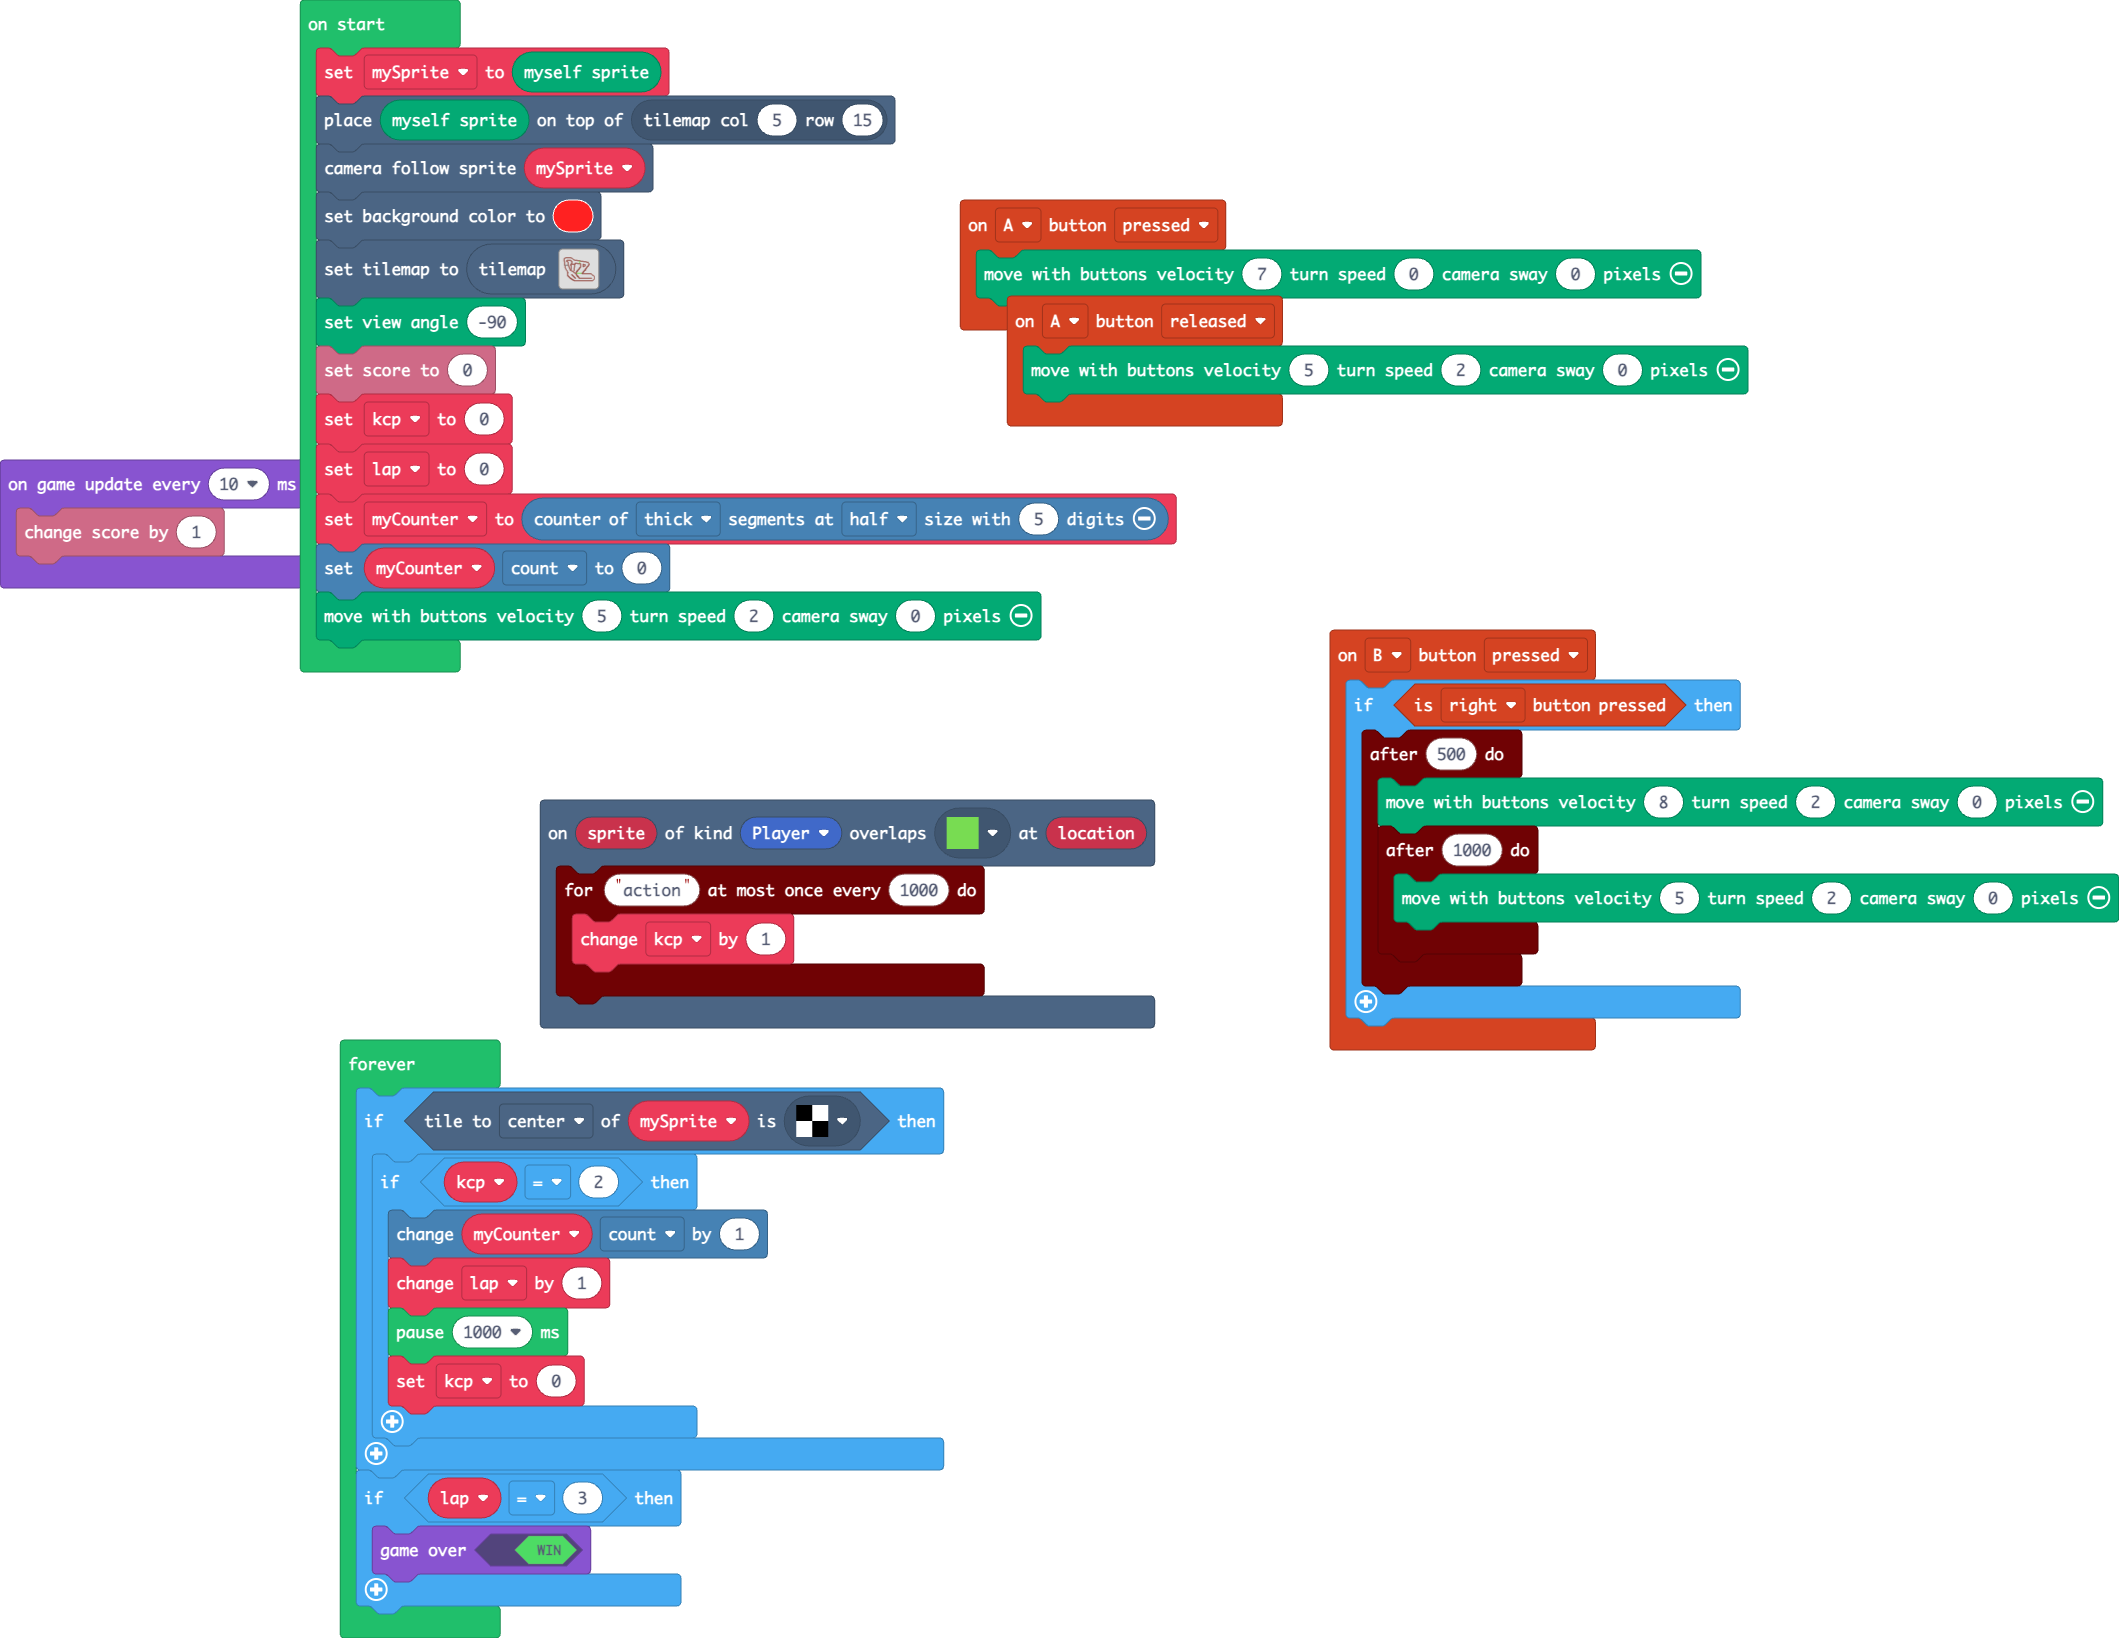 on start
set mySprite to myself sprite
place myself sprite on top of tilemap col 5 row 15
camera follow sprite mySprite
set background color to
set tilemap to tilemap
set view angle -90
set score to 0
set kcp to 0
set lap to 0
set myCounter to counter of thick segments at half size with 5 digits
set myCounter count to 0
move with buttons velocity 5 turn speed 2 camera sway 0 pixels
on game update every 10 ms
change score by 1
on A button pressed
move with buttons velocity 7 turn speed 0 camera sway 0 pixels
on A button released
move with buttons velocity 5 turn speed 2 camera sway 0 pixels
on B button pressed
if is right button pressed then
after 500 do
move with buttons velocity 8 turn speed 2 camera sway 0 pixels
after 1000 do
move with buttons velocity 5 turn speed 2 camera sway 0 pixels
on sprite of kind Player overlaps at location
for "action" at most once every 1000 do
change kcp by 1
forever
if tile to center of mySprite is then
if kcp = 2 then
change myCounter count by 1
change lap by 1
pause 1000 ms
set kcp to 0
if lap = 3 then
game over WIN